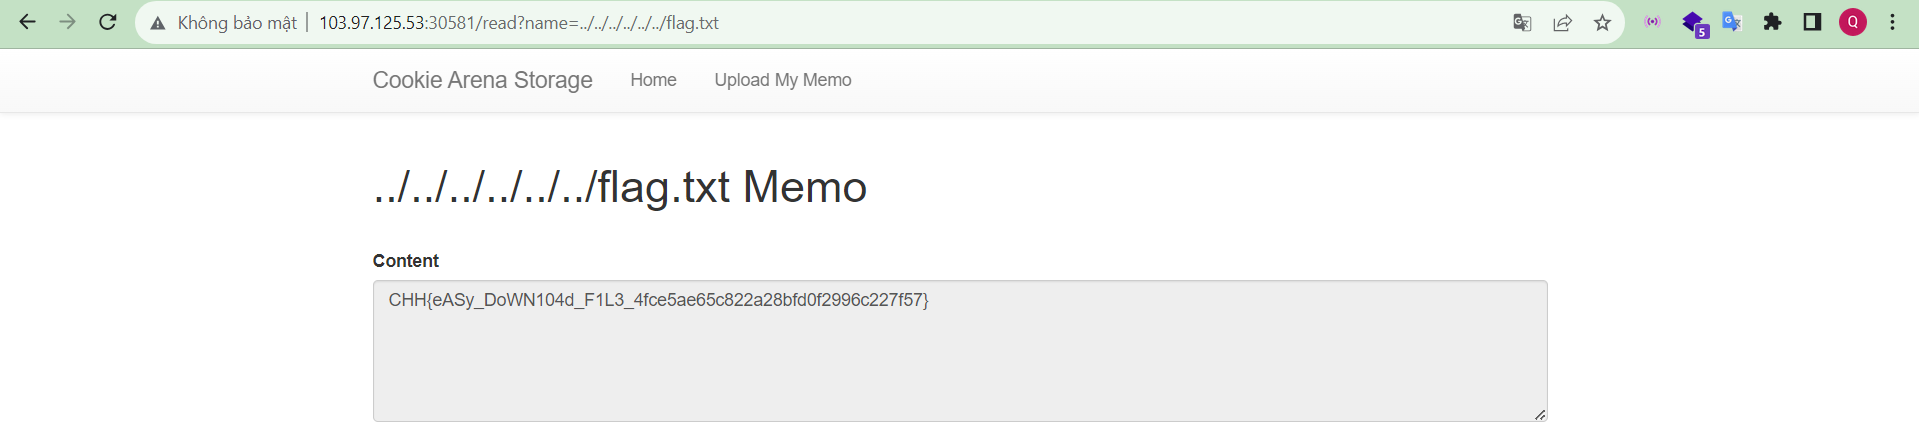 Không bảo mật 103.97.125.53:30581/read?name=../../../../../../flag.txt
5
Q
Cookie Arena Storage Home Upload My Memo
../../../../../../flag.txt Memo
Content
CHH{eASy_DoWN104d_F1L3_4fce5ae65c822a28bfd0f2996c227f57}